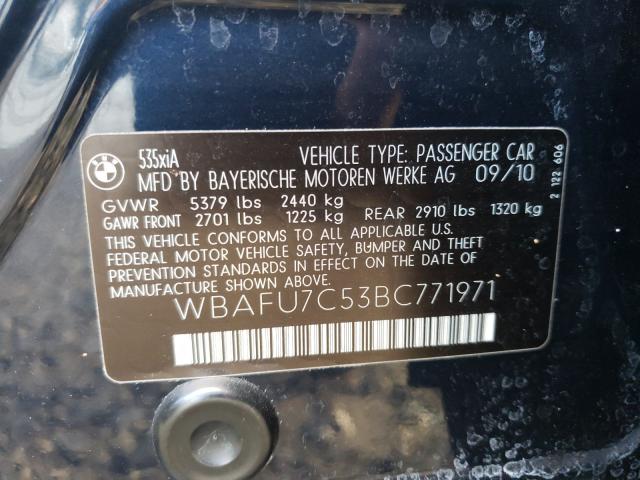 BMW
535xiA VEHICLE TYPE: PASSENGER CAR
MFD BY BAYERISCHE MOTOREN WERKE AG 09/10
GVWR 5379 lbs 2440 kg
GAWR FRONT 2701 lbs 1225 kg REAR 2910 lbs 1320 kg
THIS VEHICLE CONFORMS TO ALL APPLICABLE U.S.
FEDERAL MOTOR VEHICLE SAFETY, BUMPER AND THEFT
PREVENTION STANDARDS IN EFFECT ON THE DATE OF
MANUFACTURE SHOWN ABOVE.
WBAFU7C53BC771971
2 122 606